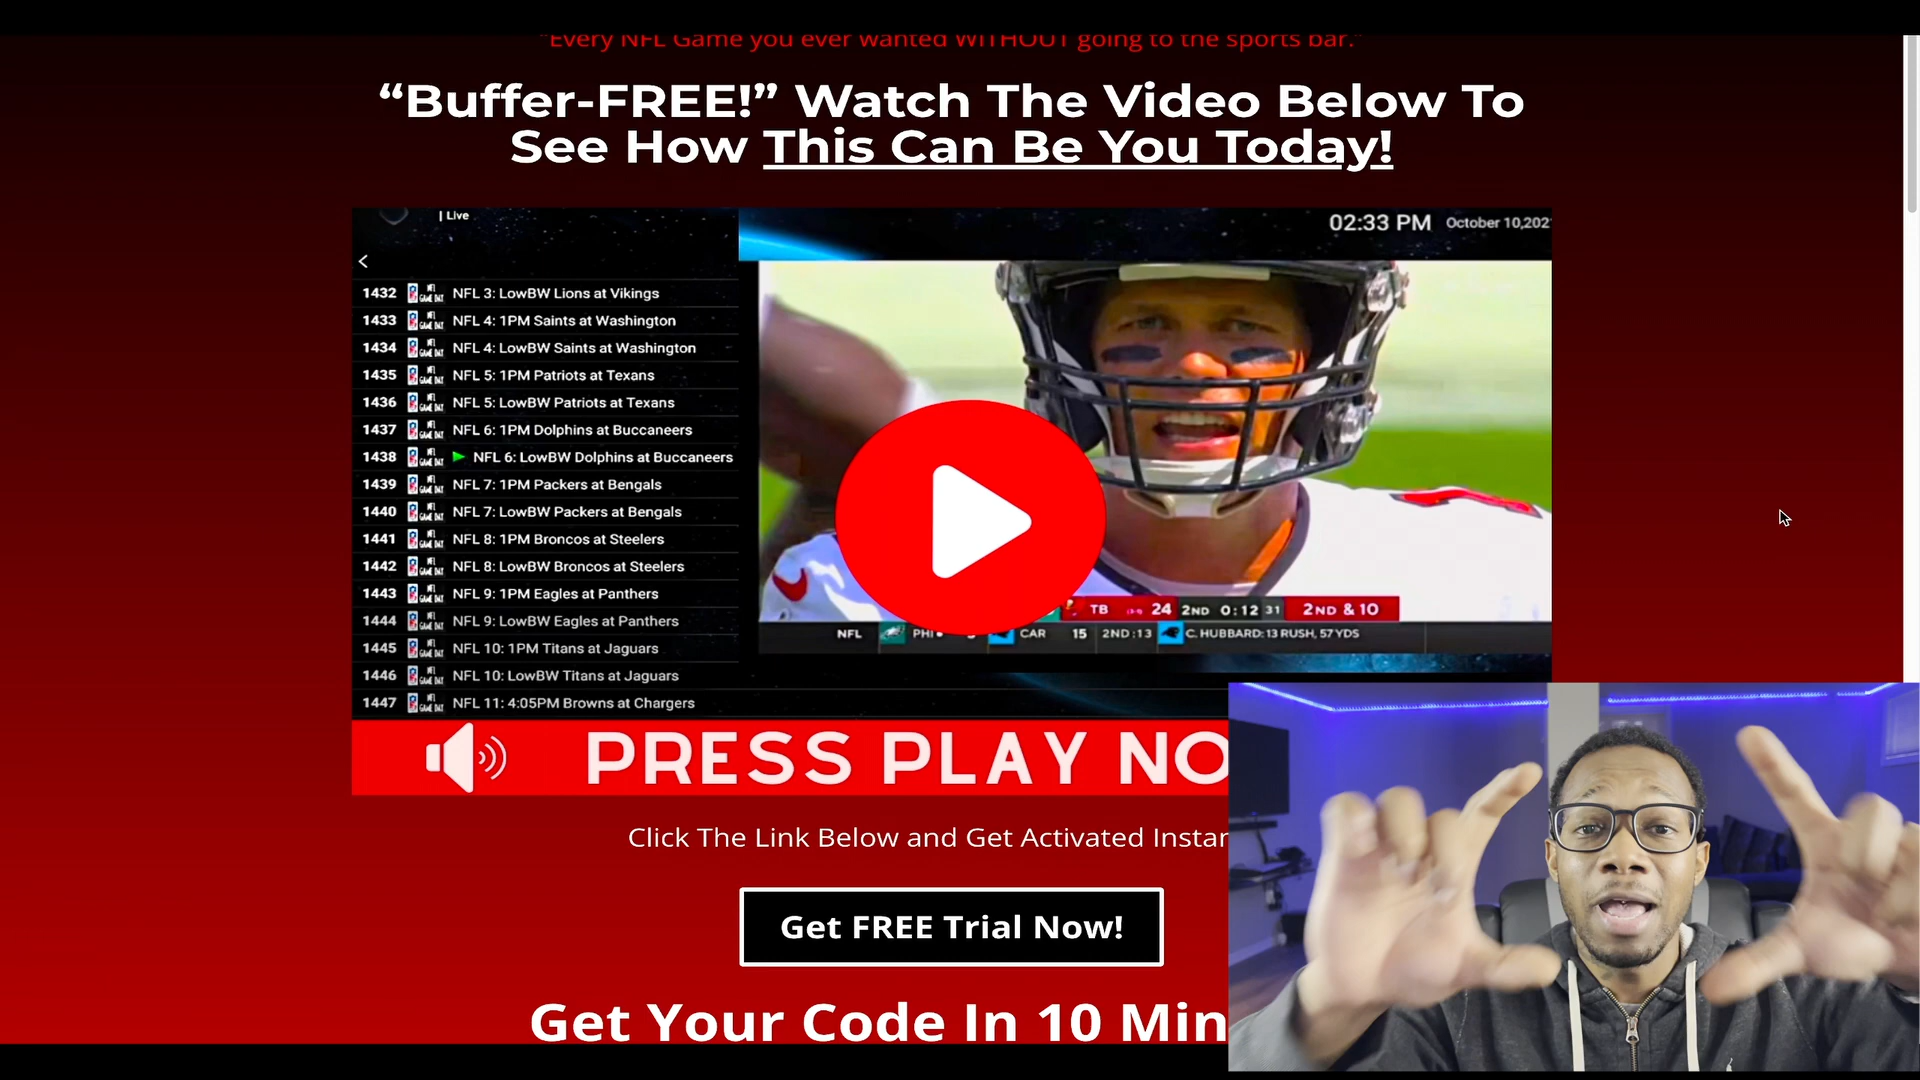 "Every NFL Game you ever wanted WITHOUT going to the sports bar."
“Buffer-FREE!” Watch The Video Below To
See How This Can Be You Today!
| Live
02:33 PM October 10,202
1432 NFL 3: LowBW Lions at Vikings
1433 NFL 4: 1PM Saints at Washington
1434 NFL 4: LowBW Saints at Washington
1435 NFL 5: 1PM Patriots at Texans
1436 NFL 5: LowBW Patriots at Texans
1437 NFL 6: 1PM Dolphins at Buccaneers
1438 NFL 6: LowBW Dolphins at Buccaneers
1439 NFL 7: 1PM Packers at Bengals
1440 NFL 7: LowBW Packers at Bengals
1441 NFL 8: 1PM Broncos at Steelers
1442 NFL 8: LowBW Broncos at Steelers
1443 NFL 9: 1PM Eagles at Panthers
1444 NFL 9: LowBW Eagles at Panthers
1445 NFL 10: 1PM Titans at Jaguars
1446 NFL 10: LowBW Titans at Jaguars
1447 NFL 11: 4:05PM Browns at Chargers
TB 24 2ND 0:12 31 2ND & 10
NFL PHI CAR 15 2ND:13 C. HUBBARD: 13 RUSH, 57 YDS
PRESS PLAY NO
Click The Link Below and Get Activated Instan
Get FREE Trial Now!
Get Your Code In 10 Min